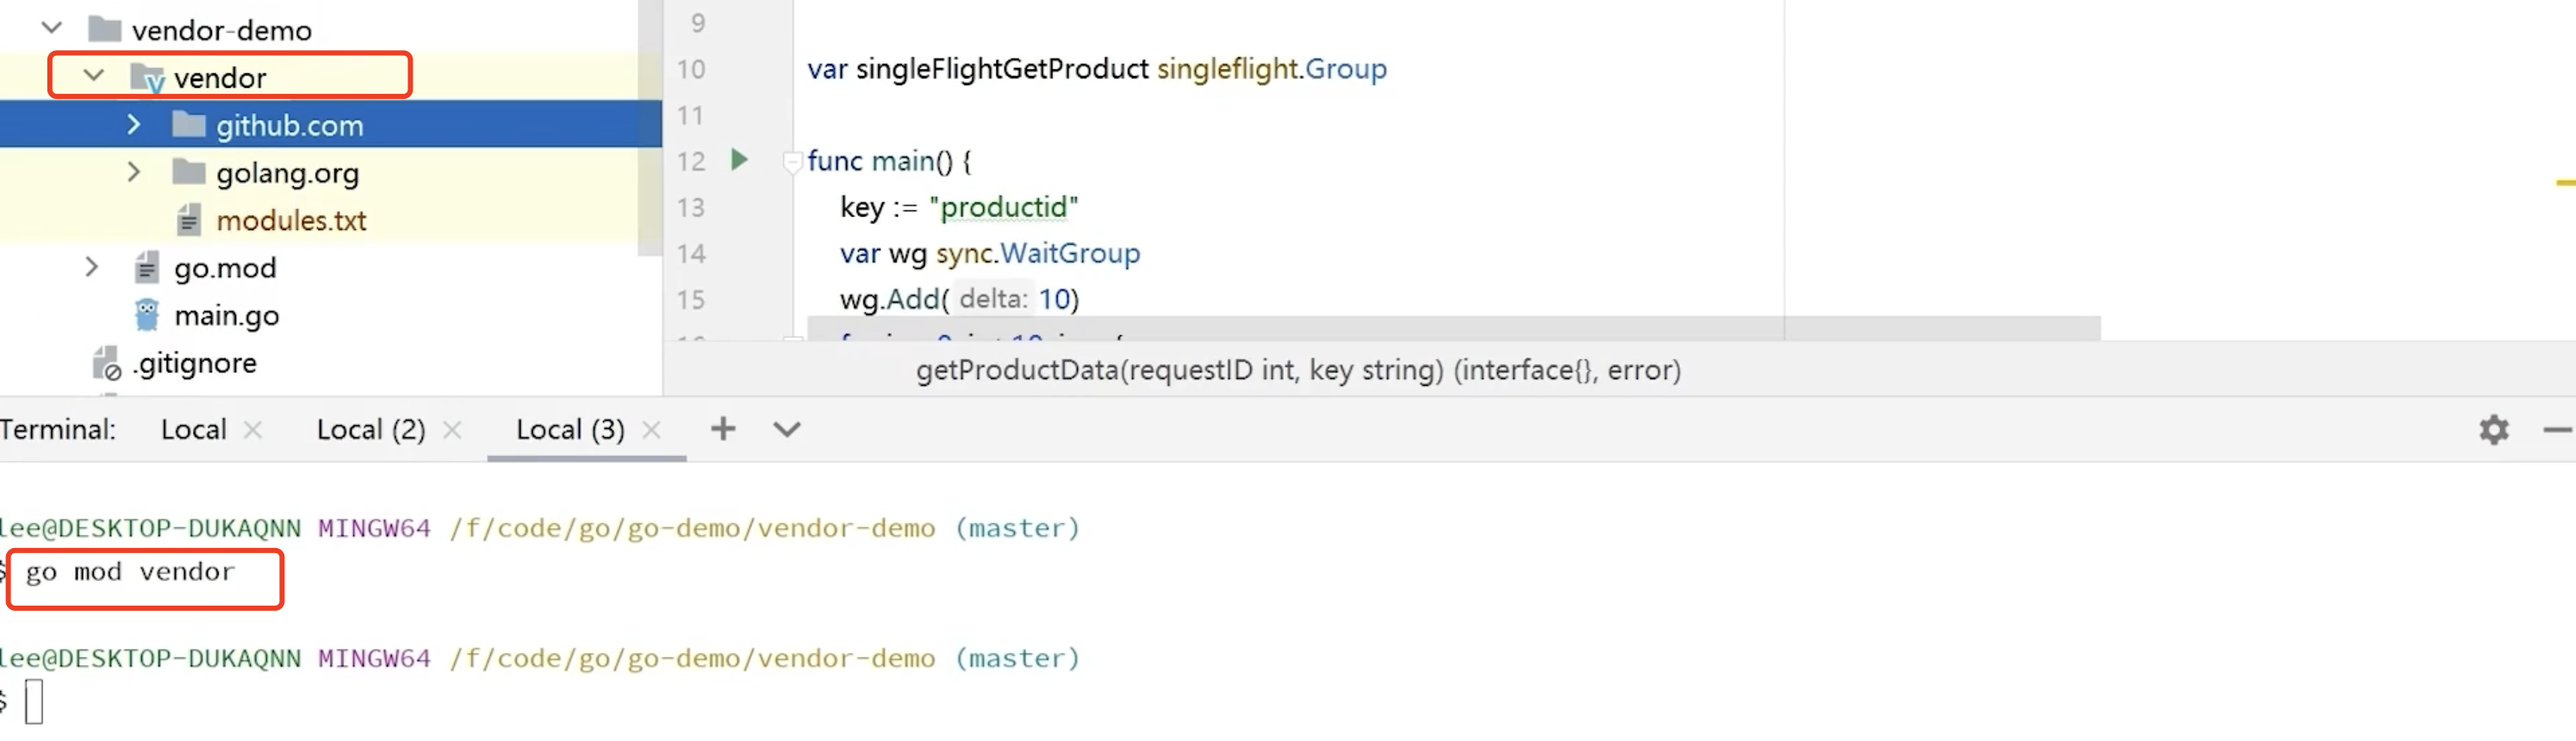 vendor-demo
vendor
github.com
golang.org
modules.txt
go.mod
main.go
.gitignore
9
10 var singleFlightGetProduct singleflight.Group
11
12 func main() {
13 key := "productid"
14 var wg sync.WaitGroup
15 wg.Add( delta: 10)
getProductData(requestID int, key string) (interface{}, error)
Terminal: Local Local (2) Local (3)
lee@DESKTOP-DUKAQNN MINGW64 /f/code/go/go-demo/vendor-demo (master)
$ go mod vendor
lee@DESKTOP-DUKAQNN MINGW64 /f/code/go/go-demo/vendor-demo (master)
$